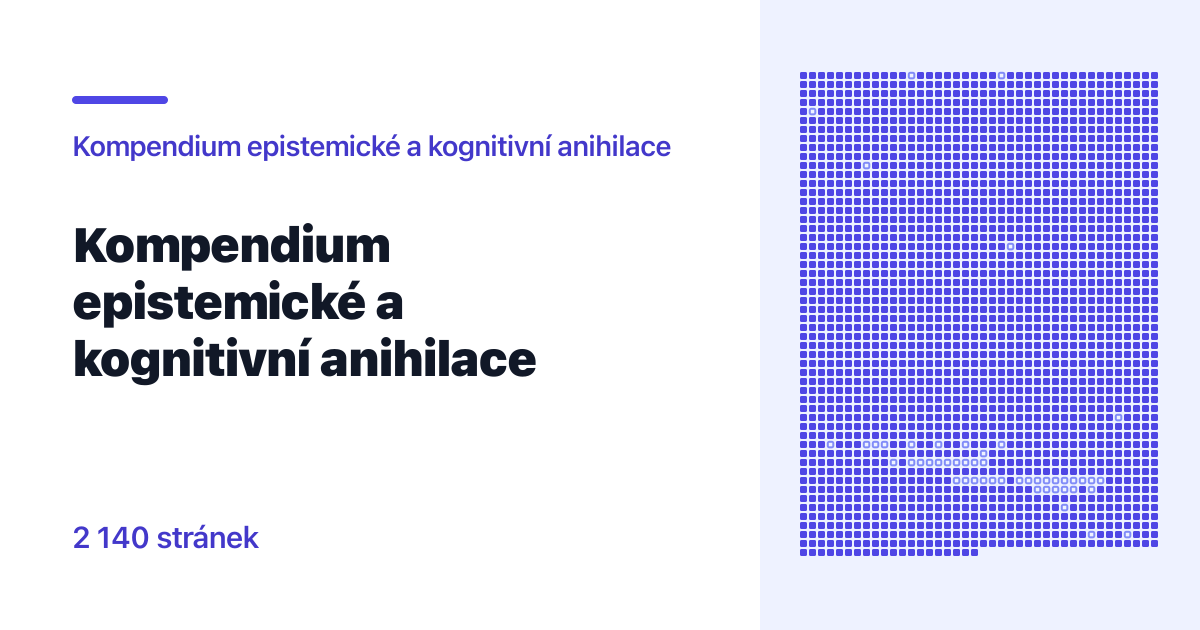 Kompendium epistemické a kognitivní anihilace
Kompendium
epistemické a
kognitivní anihilace
2 140 stránek